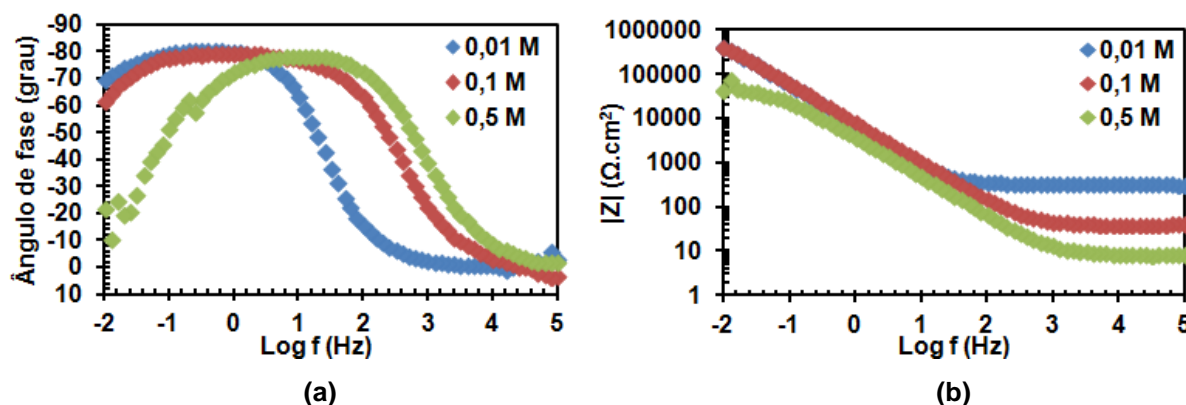 -90
-80
-70
-60
-50
-40
-30
-20
-10
0
10
Ângulo de fase (grau)
-2 -1 0 1 2 3 4 5
Log f (Hz)
0,01 M
0,1 M
0,5 M
(a)
1000000
100000
10000
1000
100
10
1
|Z| (Ω.cm²)
-2 -1 0 1 2 3 4 5
Log f (Hz)
0,01 M
0,1 M
0,5 M
(b)